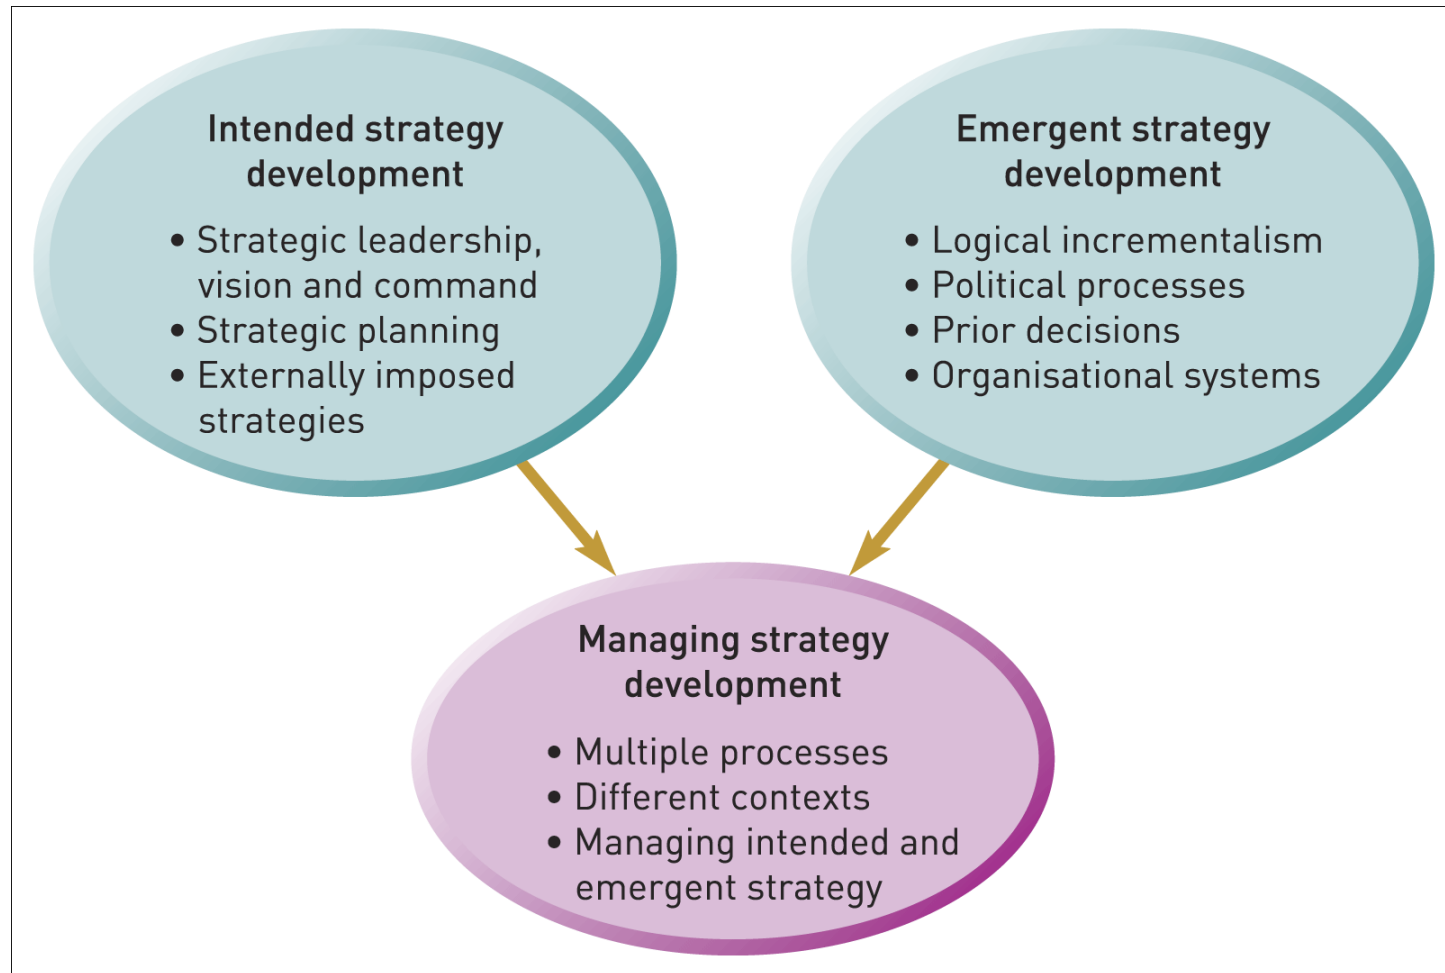 Intended strategy
development
• Strategic leadership,
vision and command
• Strategic planning
• Externally imposed
strategies
Emergent strategy
development
• Logical incrementalism
• Political processes
• Prior decisions
• Organisational systems
Managing strategy
development
• Multiple processes
• Different contexts
• Managing intended and
emergent strategy